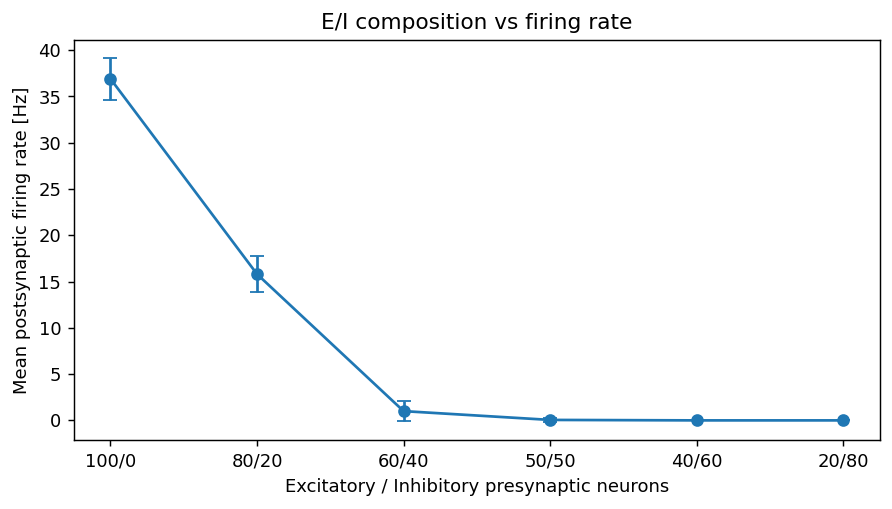 E/I composition vs firing rate
Mean postsynaptic firing rate [Hz]
40
35
30
25
20
15
10
5
0
100/0 80/20 60/40 50/50 40/60 20/80
Excitatory / Inhibitory presynaptic neurons